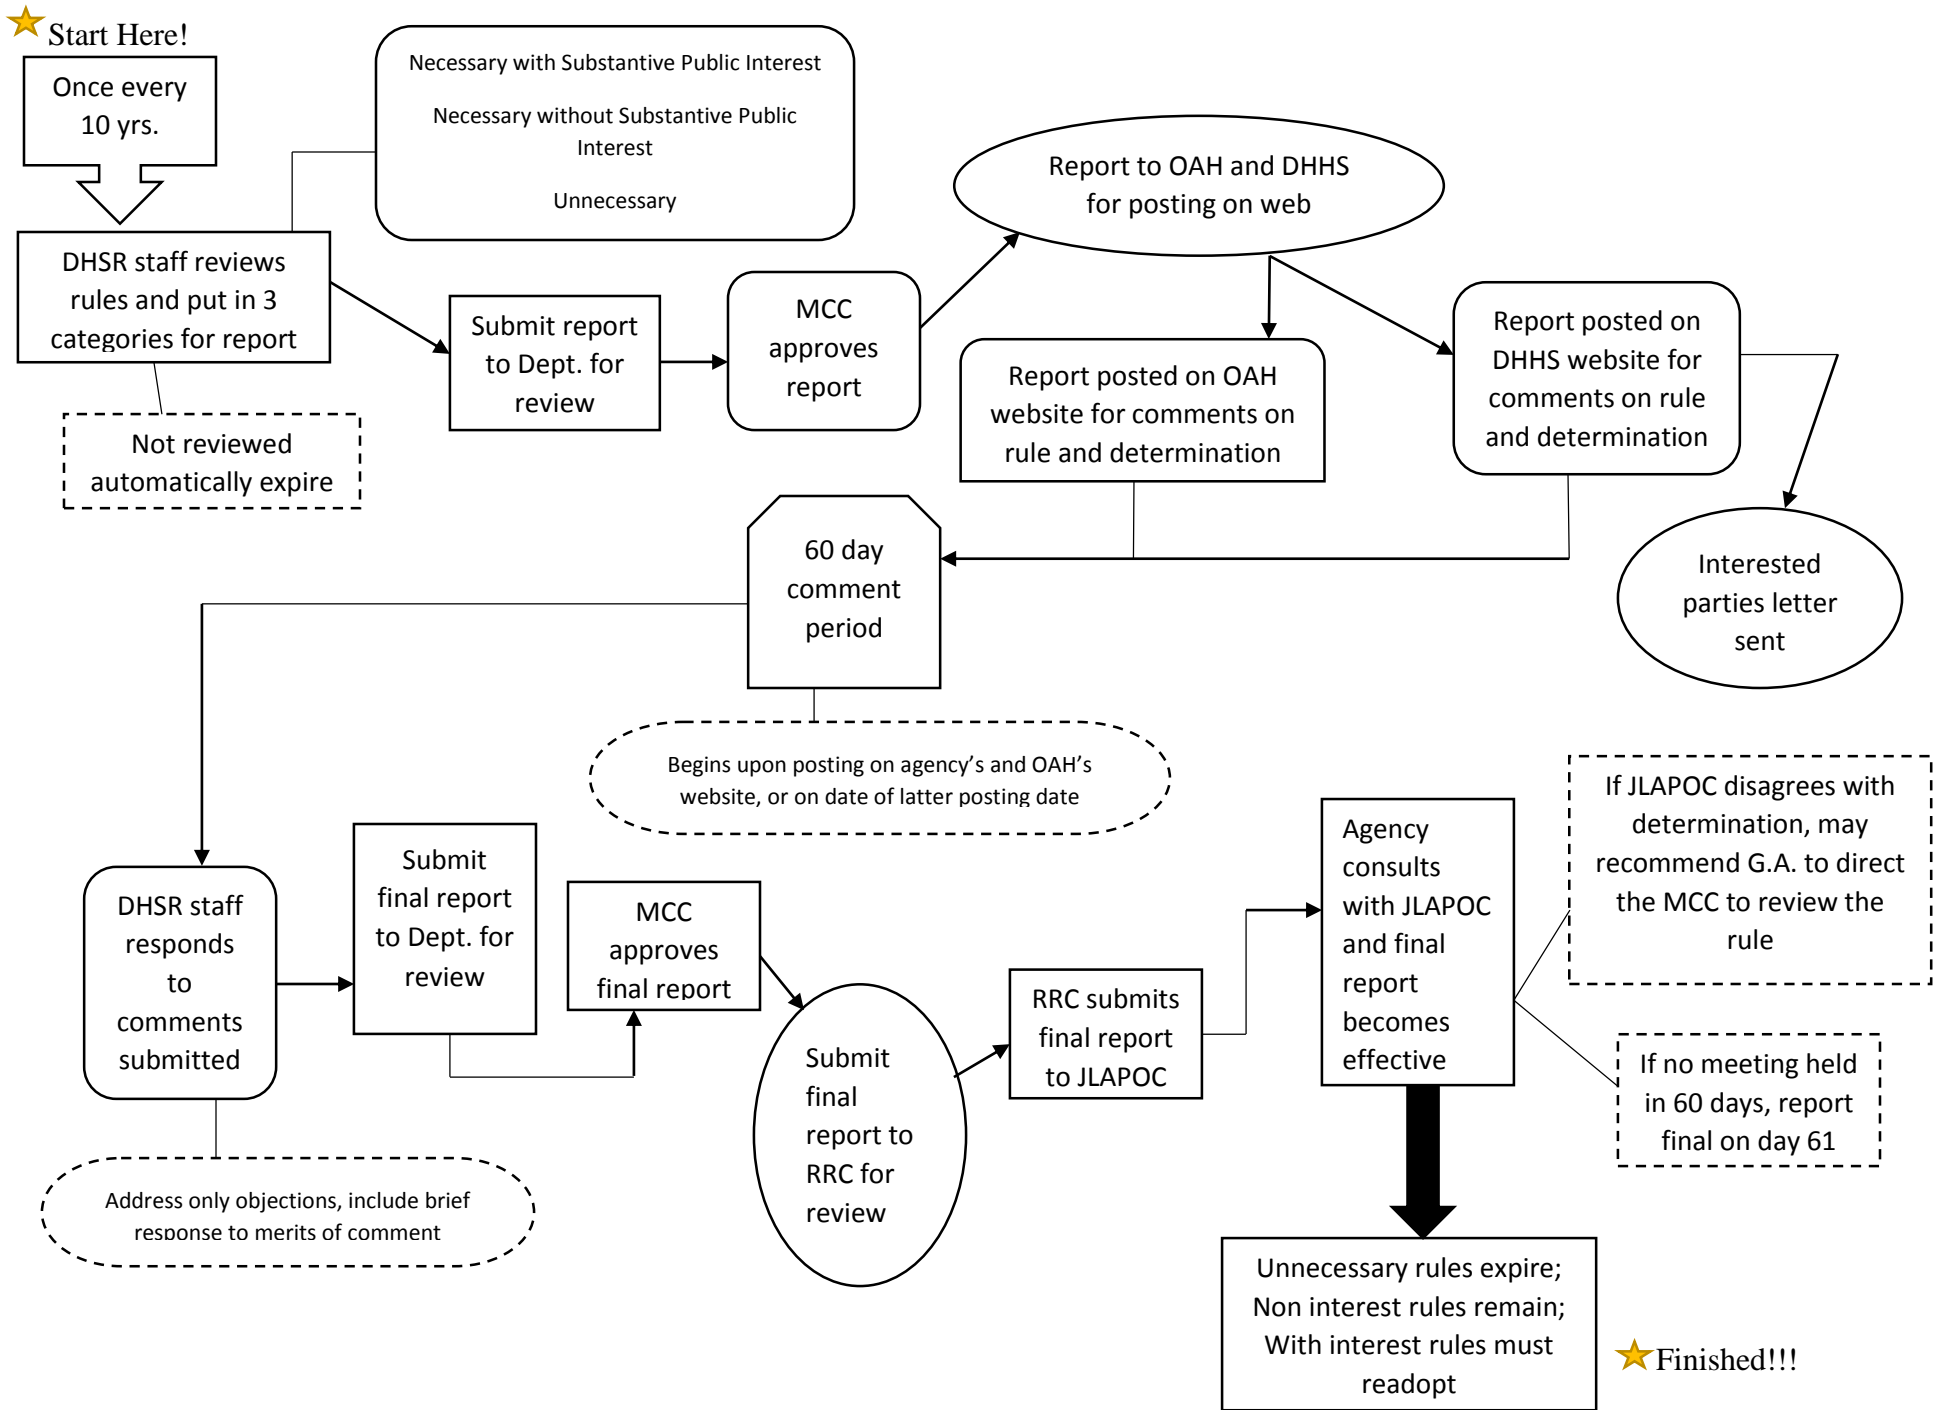 Start Here!
Once every
10 yrs.
Necessary with Substantive Public Interest
Necessary without Substantive Public
Interest
Unnecessary
Report to OAH and DHHS
for posting on web
DHSR staff reviews
rules and put in 3
categories for report
Submit report
to Dept. for
review
MCC
approves
report
Report posted on OAH
website for comments on
rule and determination
Report posted on
DHHS website for
comments on rule
and determination
Not reviewed
automatically expire
60 day
comment
period
Interested
parties letter
sent
Begins upon posting on agency’s and OAH’s
website, or on date of latter posting date
DHSR staff
responds
to
comments
submitted
Submit
final report
to Dept. for
review
MCC
approves
final report
Submit
final
report to
RRC for
review
RRC submits
final report
to JLAPOC
Agency
consults
with JLAPOC
and final
report
becomes
effective
If JLAPOC disagrees with
determination, may
recommend G.A. to direct
the MCC to review the
rule
If no meeting held
in 60 days, report
final on day 61
Address only objections, include brief
response to merits of comment
Unnecessary rules expire;
Non interest rules remain;
With interest rules must
readopt
Finished!!!